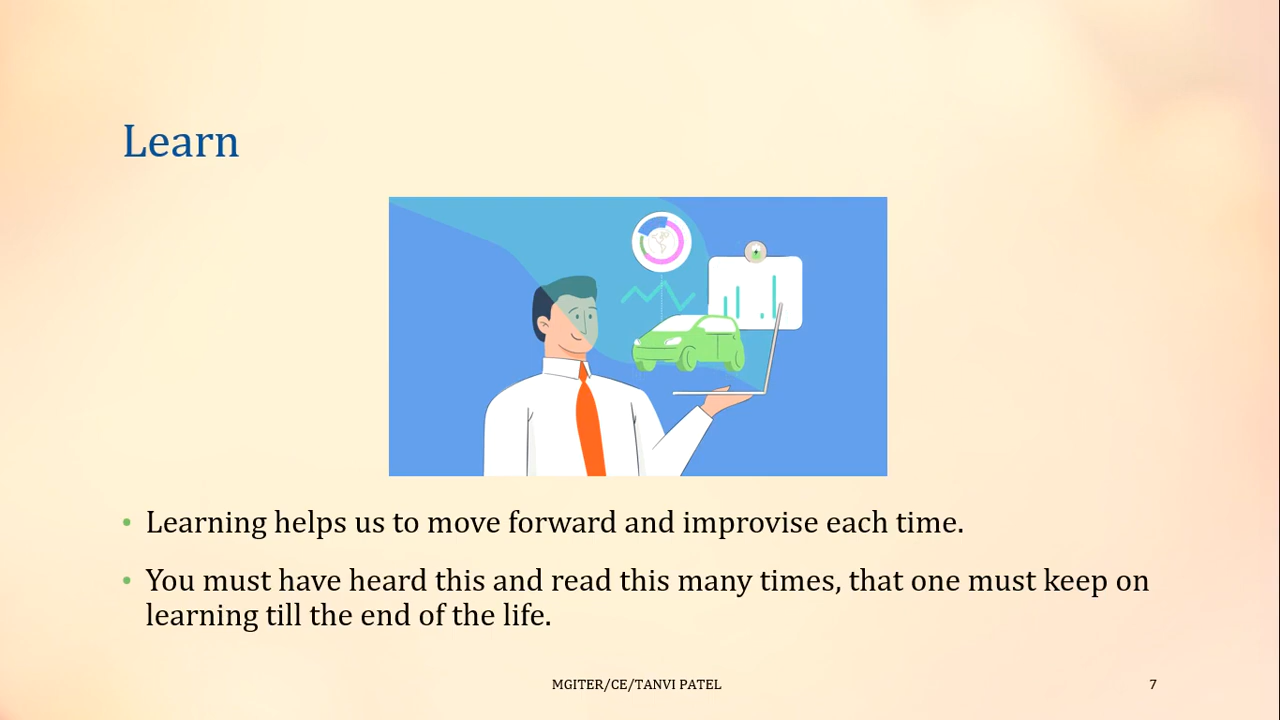 Learn
• Learning helps us to move forward and improvise each time.
• You must have heard this and read this many times, that one must keep on
learning till the end of the life.
MGITER/CE/TANVI PATEL
7